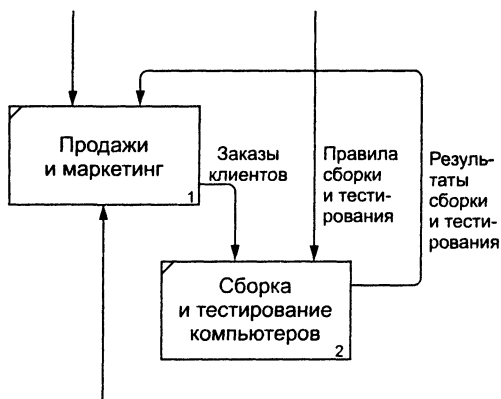 Продажи
и маркетинг
1
Заказы
клиентов
Правила
сборки
и тести-
рования
Резуль-
таты
сборки
и тести-
рования
Сборка
и тестирование
компьютеров
2